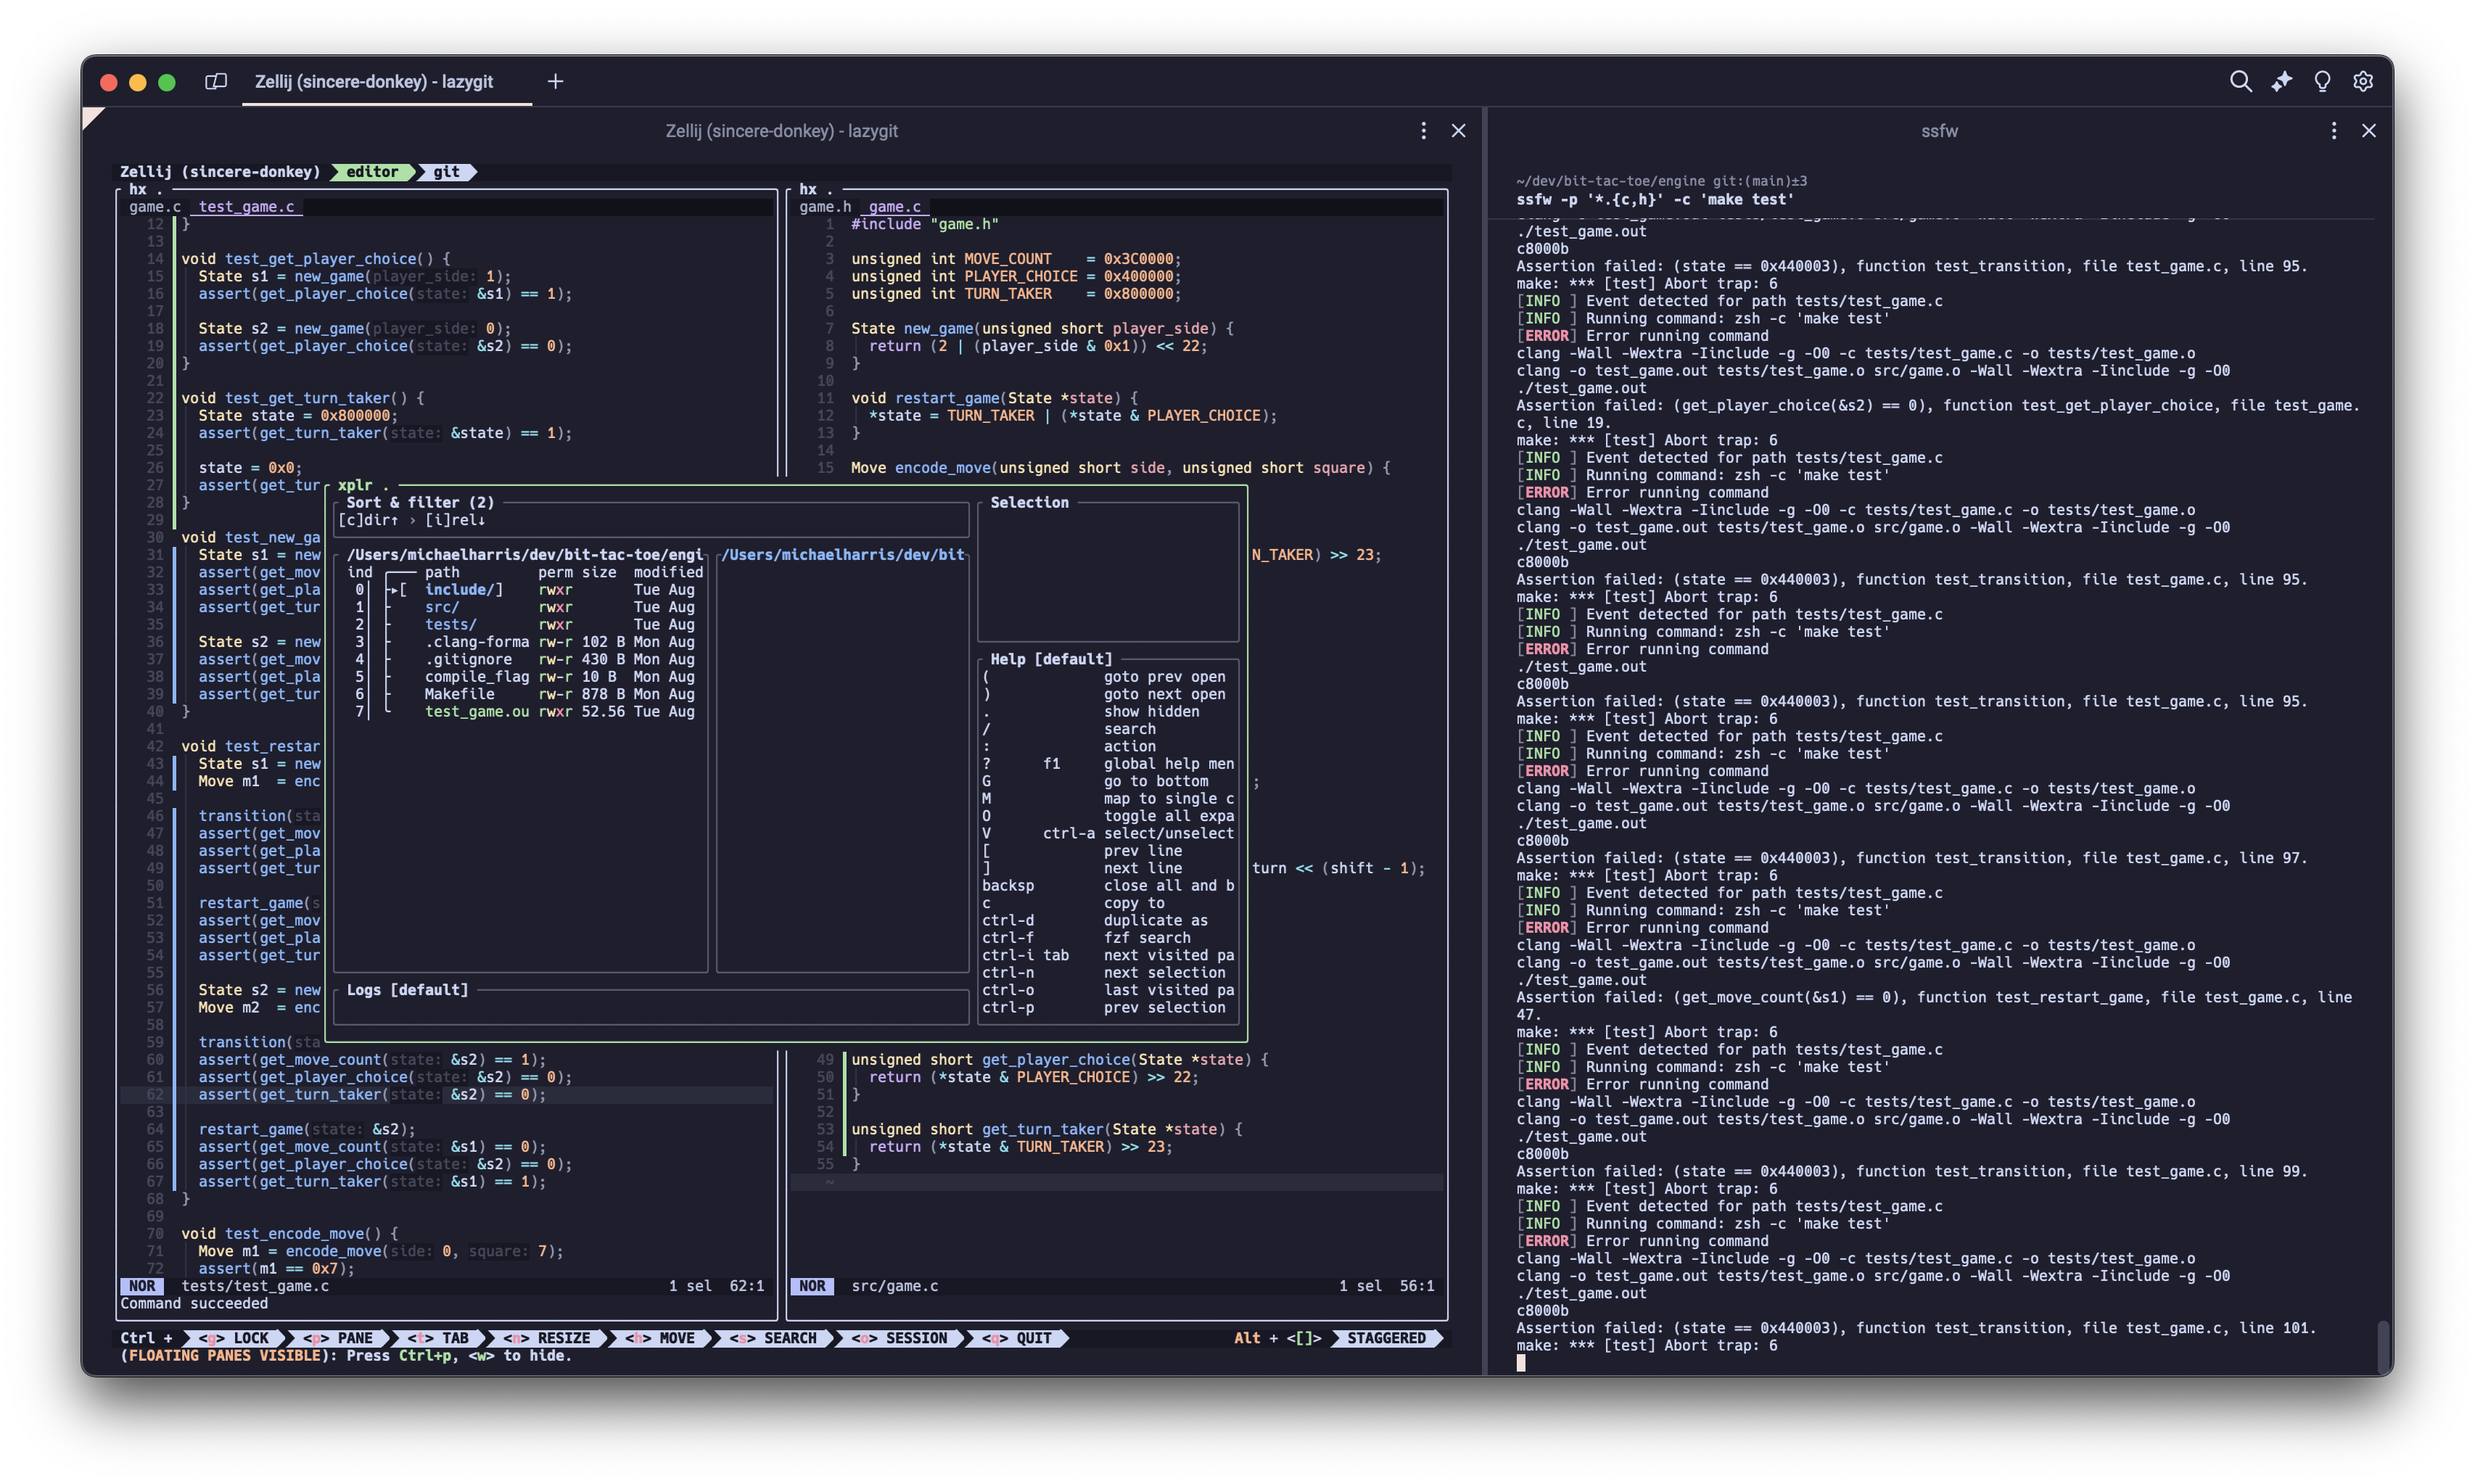 Zellij (sincere-donkey) - lazygit
Zellij (sincere-donkey) - lazygit
Zellij (sincere-donkey) editor git
hx .
game.c test_game.c
12 }
13
14 void test_get_player_choice() {
15 State s1 = new_game(player_side: 1);
16 assert(get_player_choice(state: &s1) == 1);
17
18 State s2 = new_game(player_side: 0);
19 assert(get_player_choice(state: &s2) == 0);
20 }
21
22 void test_get_turn_taker() {
23 State state = 0x800000;
24 assert(get_turn_taker(state: &state) == 1);
25
26 state = 0x0;
27 assert(get_tur
28 }
29
30 void test_new_ga
31 State s1 = new
32 assert(get_mov
33 assert(get_pla
34 assert(get_tur
35
36 State s2 = new
37 assert(get_mov
38 assert(get_pla
39 assert(get_tur
40 }
41
42 void test_restar
43 State s1 = new
44 Move m1 = enc
45
46 transition(sta
47 assert(get_mov
48 assert(get_pla
49 assert(get_tur
50
51 restart_game(s
52 assert(get_mov
53 assert(get_pla
54 assert(get_tur
55
56 State s2 = new
57 Move m2 = enc
58
59 transition(sta
60 assert(get_move_count(state: &s2) == 1);
61 assert(get_player_choice(state: &s2) == 0);
62 assert(get_turn_taker(state: &s2) == 0);
63
64 restart_game(state: &s2);
65 assert(get_move_count(state: &s1) == 0);
66 assert(get_player_choice(state: &s2) == 0);
67 assert(get_turn_taker(state: &s1) == 1);
68 }
69
70 void test_encode_move() {
71 Move m1 = encode_move(side: 0, square: 7);
72 assert(m1 == 0x7);
NOR tests/test_game.c 1 sel 62:1
Command succeeded
hx .
game.h game.c
1 #include "game.h"
2
3 unsigned int MOVE_COUNT = 0x3C0000;
4 unsigned int PLAYER_CHOICE = 0x400000;
5 unsigned int TURN_TAKER = 0x800000;
6
7 State new_game(unsigned short player_side) {
8 return (2 | (player_side & 0x1)) << 22;
9 }
10
11 void restart_game(State *state) {
12 *state = TURN_TAKER | (*state & PLAYER_CHOICE);
13 }
14
15 Move encode_move(unsigned short side, unsigned short square) {
N_TAKER) >> 23;
;
turn << (shift - 1);
49 unsigned short get_player_choice(State *state) {
50 return (*state & PLAYER_CHOICE) >> 22;
51 }
52
53 unsigned short get_turn_taker(State *state) {
54 return (*state & TURN_TAKER) >> 23;
55 }
~
NOR src/game.c 1 sel 56:1
xplr .
Sort & filter (2)
[c]dir↑ › [i]rel↓
/Users/michaelharris/dev/bit-tac-toe/engi
ind path perm size modified
0 ▸[ include/] rwxr Tue Aug
1 src/ rwxr Tue Aug
2 tests/ rwxr Tue Aug
3 .clang-forma rw-r 102 B Mon Aug
4 .gitignore rw-r 430 B Mon Aug
5 compile_flag rw-r 10 B Mon Aug
6 Makefile rw-r 878 B Mon Aug
7 test_game.ou rwxr 52.56 Tue Aug
/Users/michaelharris/dev/bit
Logs [default]
Selection
Help [default]
( goto prev open
) goto next open
. show hidden
/ search
: action
? f1 global help men
G go to bottom
M map to single c
O toggle all expa
V ctrl-a select/unselect
[ prev line
] next line
backsp close all and b
c copy to
ctrl-d duplicate as
ctrl-f fzf search
ctrl-i tab next visited pa
ctrl-n next selection
ctrl-o last visited pa
ctrl-p prev selection
Ctrl + <g> LOCK <p> PANE <t> TAB <n> RESIZE <h> MOVE <s> SEARCH <o> SESSION <q> QUIT Alt + <[]> STAGGERED
(FLOATING PANES VISIBLE): Press Ctrl+p, <w> to hide.
ssfw
~/dev/bit-tac-toe/engine git:(main)±3
ssfw -p '*.{c,h}' -c 'make test'
clang -o test_game.out tests/test_game.o src/game.o -Wall -Wextra -Iinclude -g -O0
./test_game.out
c8000b
Assertion failed: (state == 0x440003), function test_transition, file test_game.c, line 95.
make: *** [test] Abort trap: 6
[INFO ] Event detected for path tests/test_game.c
[INFO ] Running command: zsh -c 'make test'
[ERROR] Error running command
clang -Wall -Wextra -Iinclude -g -O0 -c tests/test_game.c -o tests/test_game.o
clang -o test_game.out tests/test_game.o src/game.o -Wall -Wextra -Iinclude -g -O0
./test_game.out
Assertion failed: (get_player_choice(&s2) == 0), function test_get_player_choice, file test_game.
c, line 19.
make: *** [test] Abort trap: 6
[INFO ] Event detected for path tests/test_game.c
[INFO ] Running command: zsh -c 'make test'
[ERROR] Error running command
clang -Wall -Wextra -Iinclude -g -O0 -c tests/test_game.c -o tests/test_game.o
clang -o test_game.out tests/test_game.o src/game.o -Wall -Wextra -Iinclude -g -O0
./test_game.out
c8000b
Assertion failed: (state == 0x440003), function test_transition, file test_game.c, line 95.
make: *** [test] Abort trap: 6
[INFO ] Event detected for path tests/test_game.c
[INFO ] Running command: zsh -c 'make test'
[ERROR] Error running command
./test_game.out
c8000b
Assertion failed: (state == 0x440003), function test_transition, file test_game.c, line 95.
make: *** [test] Abort trap: 6
[INFO ] Event detected for path tests/test_game.c
[INFO ] Running command: zsh -c 'make test'
[ERROR] Error running command
clang -Wall -Wextra -Iinclude -g -O0 -c tests/test_game.c -o tests/test_game.o
clang -o test_game.out tests/test_game.o src/game.o -Wall -Wextra -Iinclude -g -O0
./test_game.out
c8000b
Assertion failed: (state == 0x440003), function test_transition, file test_game.c, line 97.
make: *** [test] Abort trap: 6
[INFO ] Event detected for path tests/test_game.c
[INFO ] Running command: zsh -c 'make test'
[ERROR] Error running command
clang -Wall -Wextra -Iinclude -g -O0 -c tests/test_game.c -o tests/test_game.o
clang -o test_game.out tests/test_game.o src/game.o -Wall -Wextra -Iinclude -g -O0
./test_game.out
Assertion failed: (get_move_count(&s1) == 0), function test_restart_game, file test_game.c, line
47.
make: *** [test] Abort trap: 6
[INFO ] Event detected for path tests/test_game.c
[INFO ] Running command: zsh -c 'make test'
[ERROR] Error running command
clang -Wall -Wextra -Iinclude -g -O0 -c tests/test_game.c -o tests/test_game.o
clang -o test_game.out tests/test_game.o src/game.o -Wall -Wextra -Iinclude -g -O0
./test_game.out
c8000b
Assertion failed: (state == 0x440003), function test_transition, file test_game.c, line 99.
make: *** [test] Abort trap: 6
[INFO ] Event detected for path tests/test_game.c
[INFO ] Running command: zsh -c 'make test'
[ERROR] Error running command
clang -Wall -Wextra -Iinclude -g -O0 -c tests/test_game.c -o tests/test_game.o
clang -o test_game.out tests/test_game.o src/game.o -Wall -Wextra -Iinclude -g -O0
./test_game.out
c8000b
Assertion failed: (state == 0x440003), function test_transition, file test_game.c, line 101.
make: *** [test] Abort trap: 6